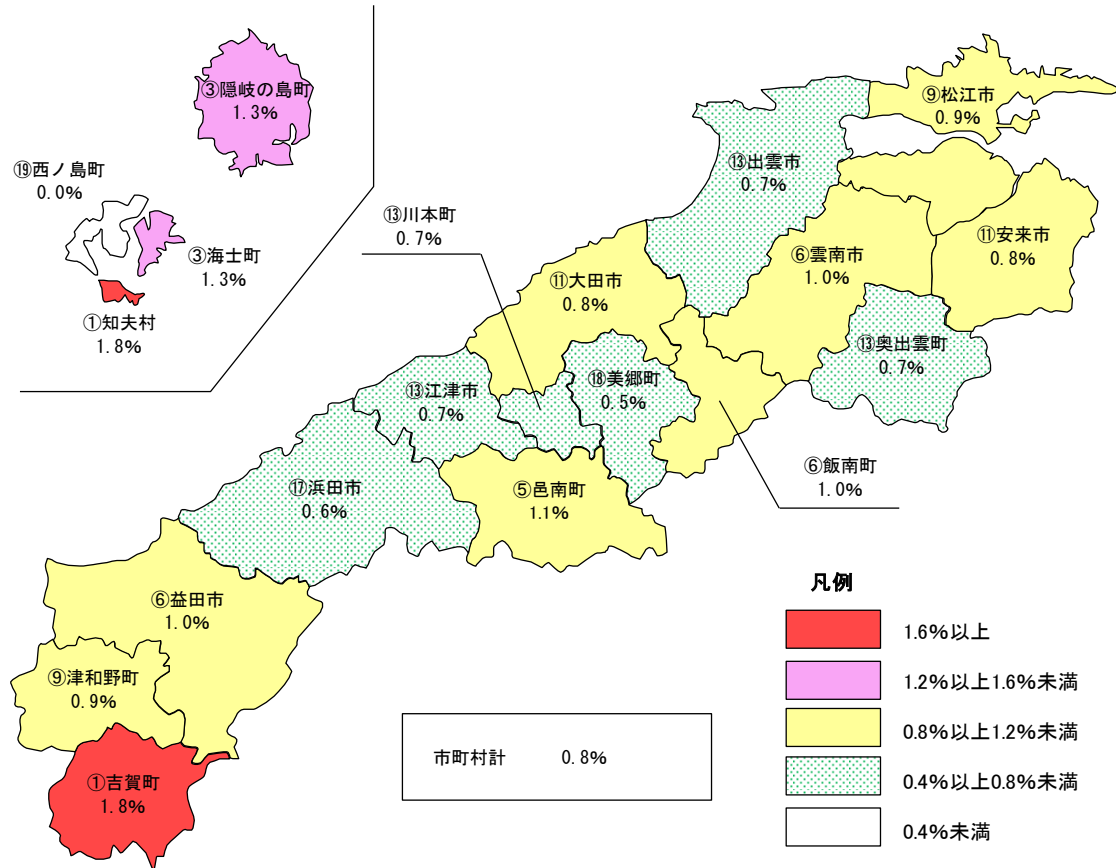 ③隠岐の島町
1.3%
⑲西ノ島町
0.0%
③海士町
1.3%
①知夫村
1.8%
⑨松江市
0.9%
⑬出雲市
0.7%
⑬川本町
0.7%
⑪安来市
0.8%
⑥雲南市
1.0%
⑪大田市
0.8%
⑬奥出雲町
0.7%
⑱美郷町
0.5%
⑬江津市
0.7%
⑥飯南町
1.0%
⑰浜田市
0.6%
⑤邑南町
1.1%
⑥益田市
1.0%
⑨津和野町
0.9%
①吉賀町
1.8%
市町村計 0.8%
凡例
1.6%以上
1.2%以上1.6%未満
0.8%以上1.2%未満
0.4%以上0.8%未満
0.4%未満